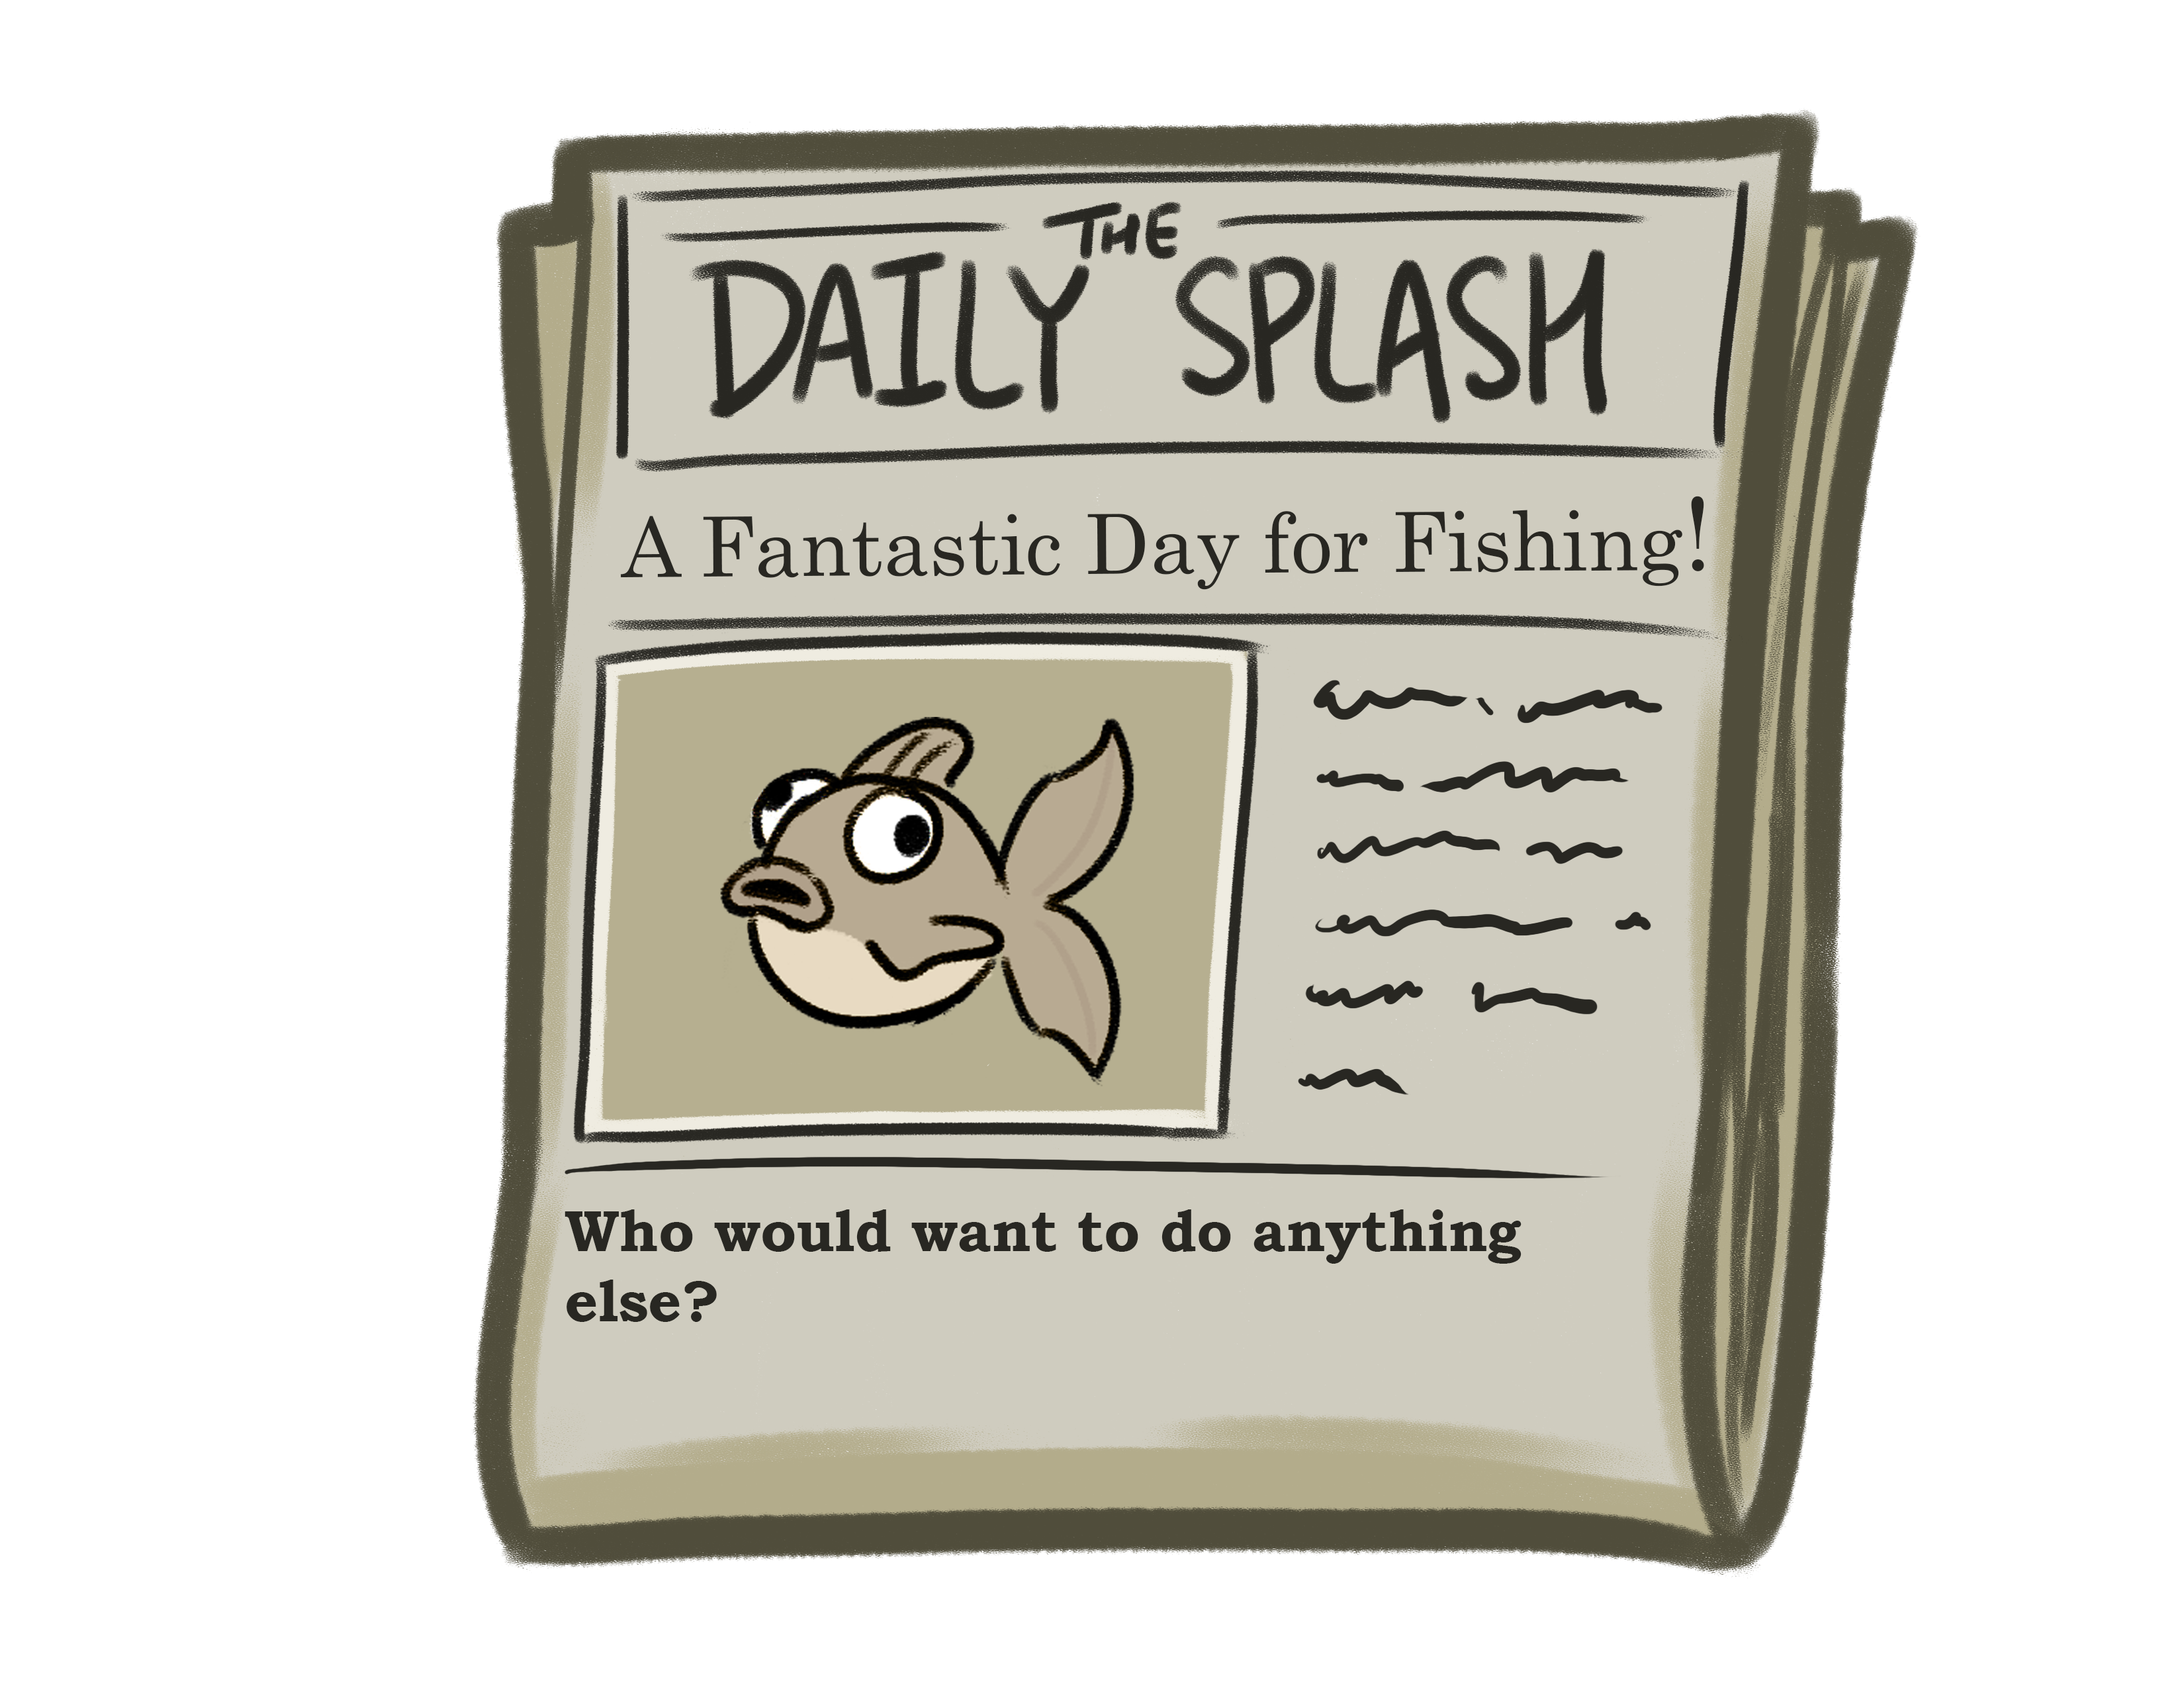 THE
DAILY SPLASH
A Fantastic Day for Fishing!
Who would want to do anything
else?